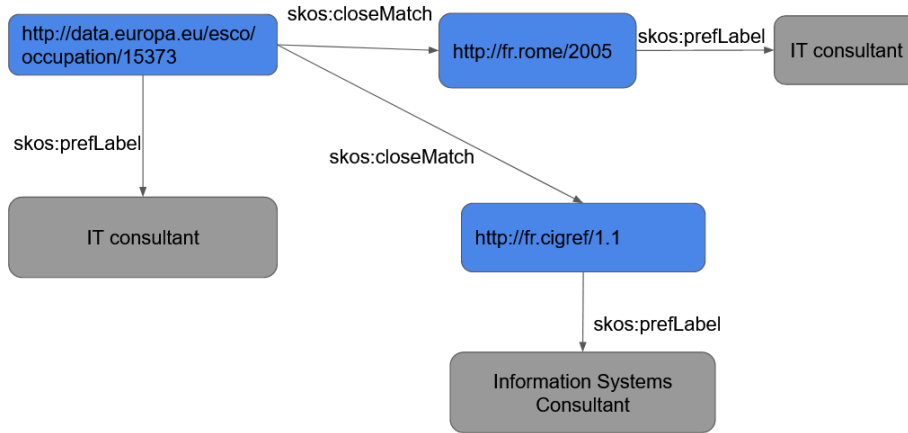 skos:closeMatch
http://data.europa.eu/esco/
occupation/15373
http://fr.rome/2005
skos:prefLabel
IT consultant
skos:prefLabel
skos:closeMatch
IT consultant
http://fr.cigref/1.1
skos:prefLabel
Information Systems
Consultant